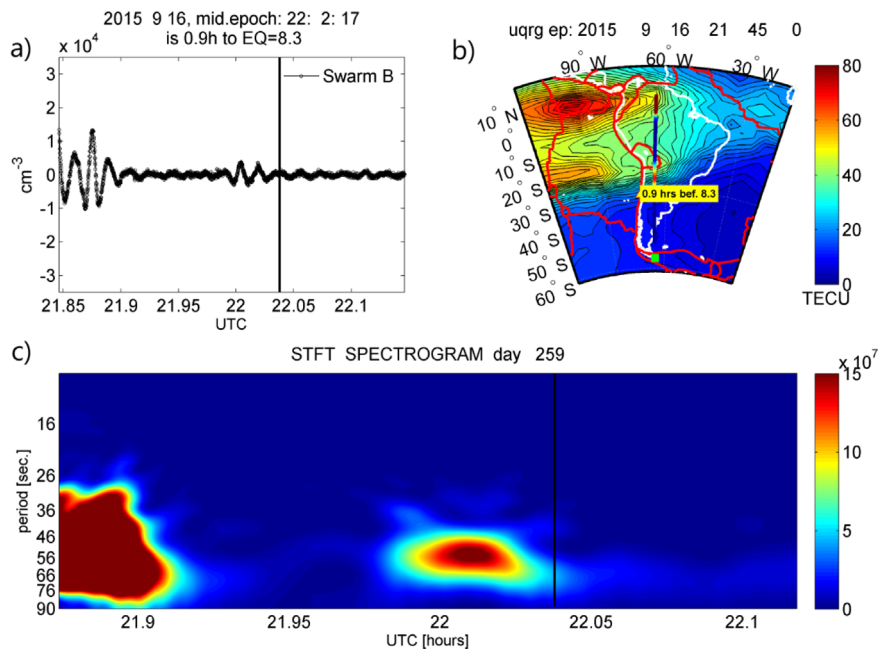 a)
2015 9 16, mid.epoch: 22: 2: 17
is 0.9h to EQ=8.3
x 10⁴
Swarm B
3
2
1
0
-1
-2
-3
cm⁻³
21.85 21.9 21.95 22 22.05 22.1
UTC
b)
uqrg ep: 2015 9 16 21 45 0
90° W 60° W 30° W
10° N
0°
10° S
20° S
30° S
40° S
50° S
60° S
0.9 hrs bef. 8.3
80
60
40
20
0
TECU
c)
STFT SPECTROGRAM day 259
x 10⁷
period [sec.]
16
26
36
46
56
66
76
90
21.9 21.95 22 22.05 22.1
UTC [hours]
15
10
5
0